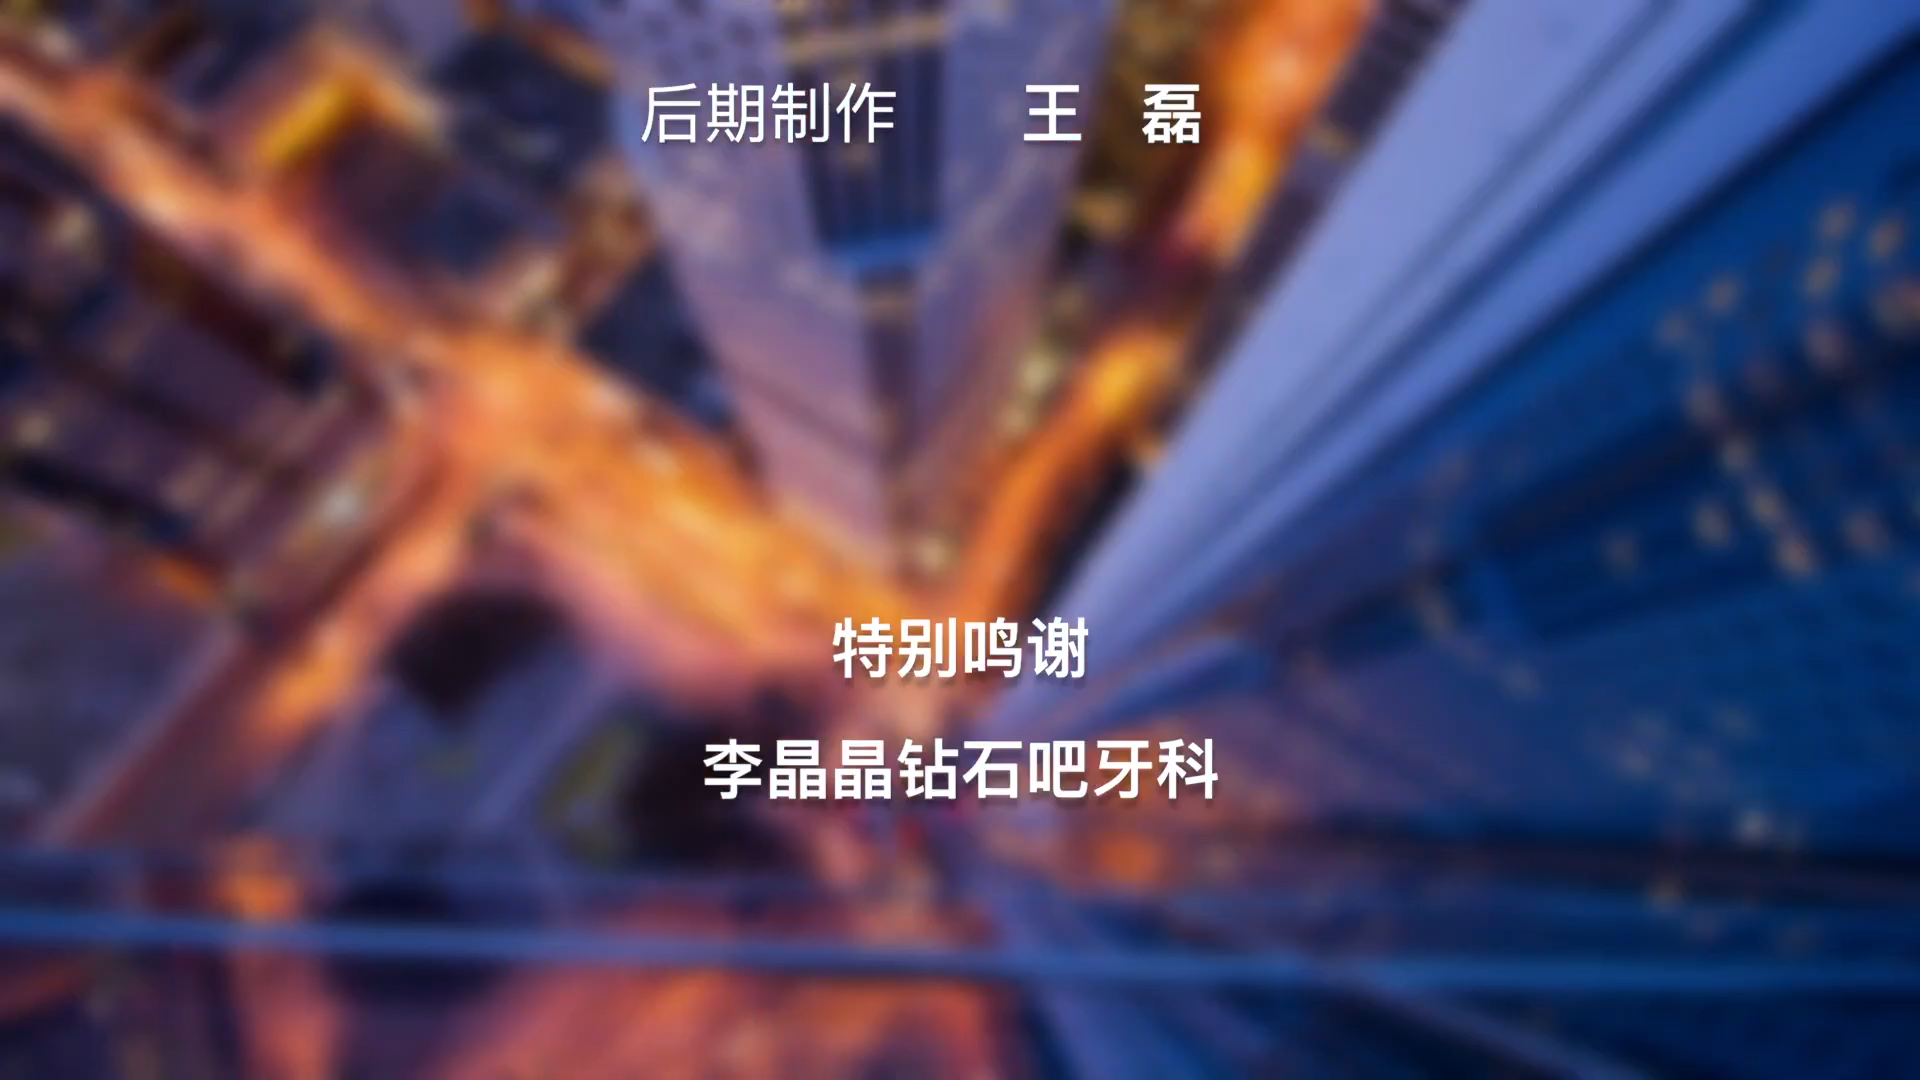 后期制作 王 磊
特别鸣谢
李晶晶钻石吧牙科